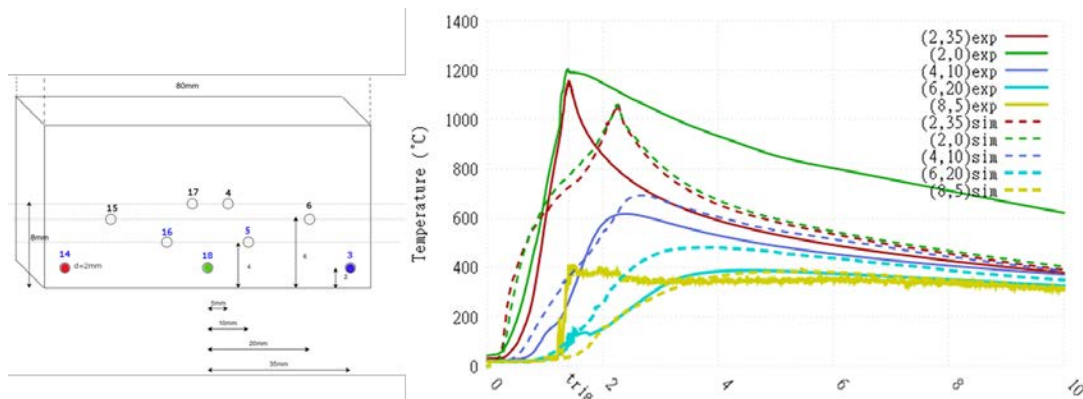 80mm
17
4
15
6
16
5
8mm
6
4
14
18
3
d=2mm
2
5mm
10mm
20mm
35mm
1400
1200
1000
800
600
400
200
0
Temperature (°C)
(2,35)exp
(2,0)exp
(4,10)exp
(6,20)exp
(8,5)exp
(2,35)sim
(2,0)sim
(4,10)sim
(6,20)sim
(8,5)sim
0
2
4
6
8
10